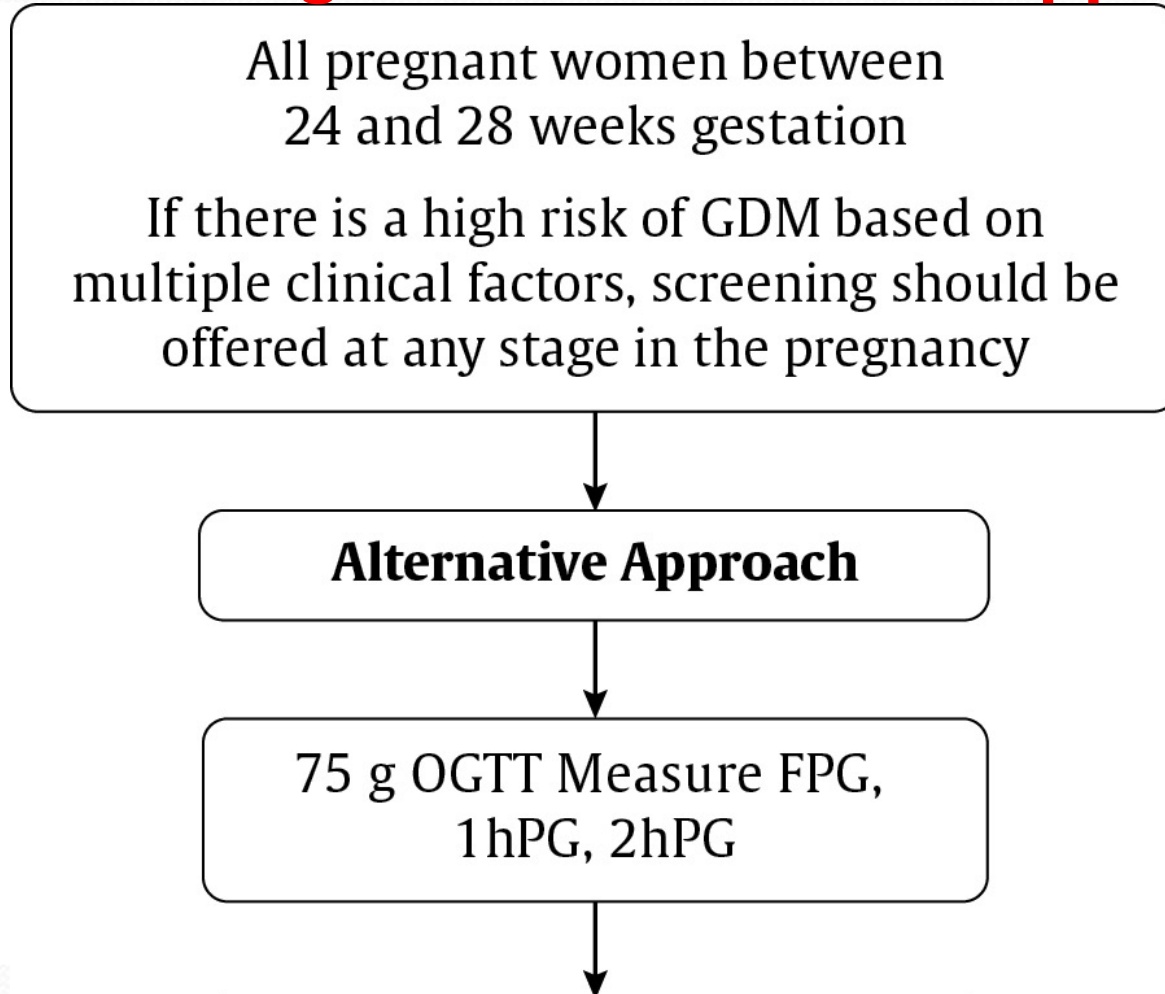 All pregnant women between
24 and 28 weeks gestation
If there is a high risk of GDM based on
multiple clinical factors, screening should be
offered at any stage in the pregnancy
Alternative Approach
75 g OGTT Measure FPG,
1hPG, 2hPG